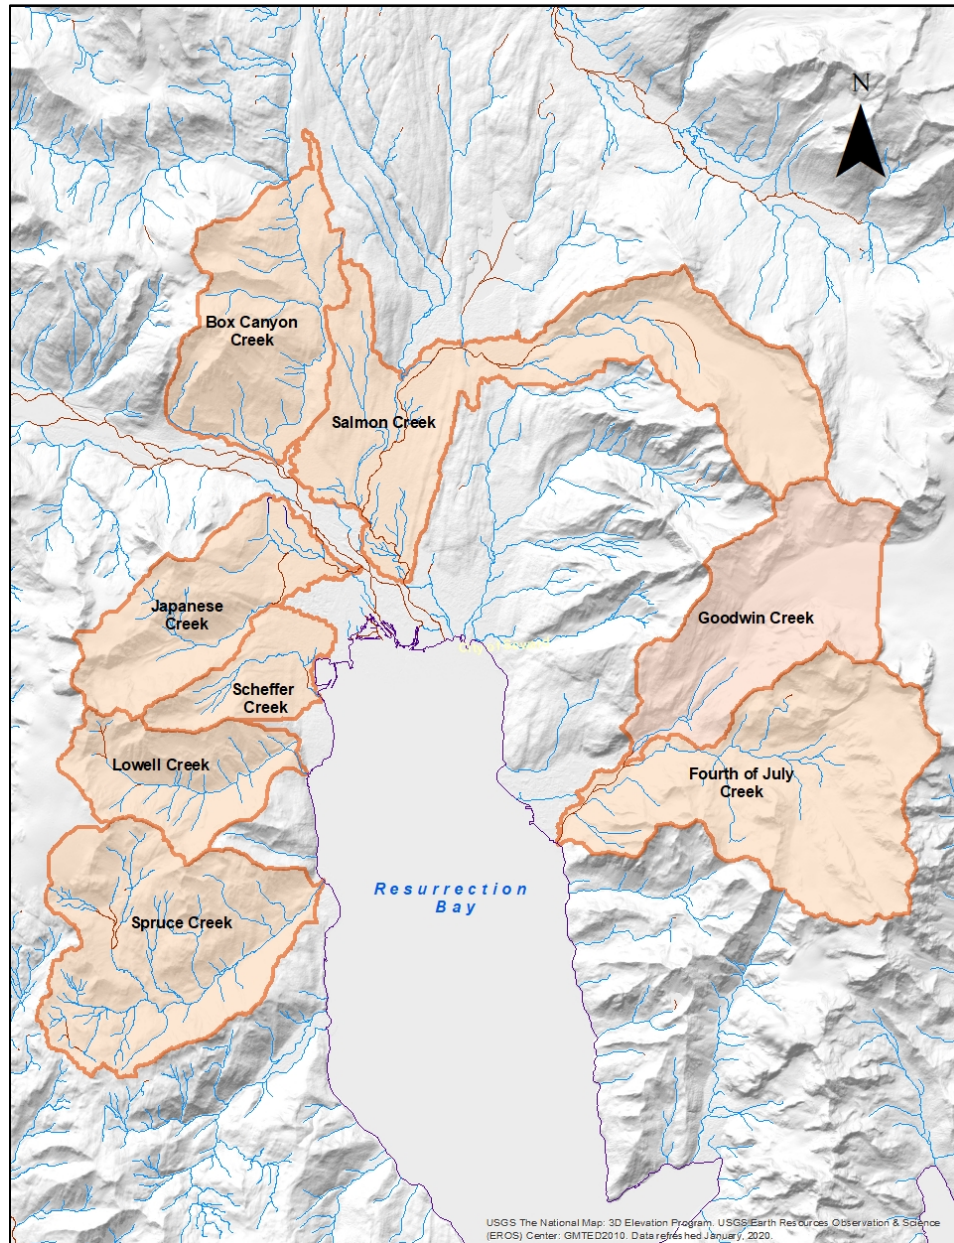 N
Box Canyon
Creek
Salmon Creek
Japanese
Creek
Goodwin Creek
Scheffer
Creek
Lowell Creek
Fourth of July
Creek
Resurrection
Bay
Spruce Creek
USGS The National Map: 3D Elevation Program. USGS Earth Resources Observation & Science
(EROS) Center: GMTED2010. Data refreshed January, 2020.